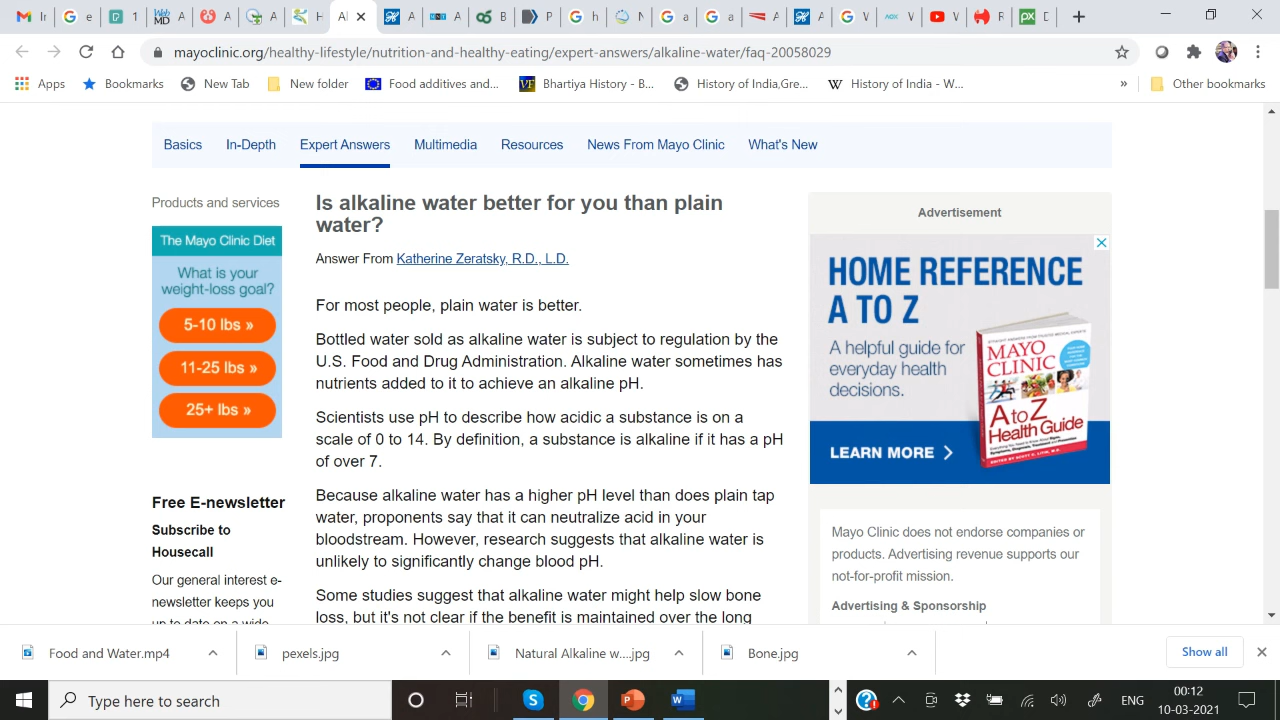 mayoclinic.org/healthy-lifestyle/nutrition-and-healthy-eating/expert-answers/alkaline-water/faq-20058029
Apps Bookmarks New Tab New folder Food additives and... Bhartiya History - B... History of India,Gre... History of India - W... » Other bookmarks
Basics In-Depth Expert Answers Multimedia Resources News From Mayo Clinic What's New
Products and services
The Mayo Clinic Diet
What is your
weight-loss goal?
5-10 lbs »
11-25 lbs »
25+ lbs »
Free E-newsletter
Subscribe to
Housecall
Our general interest e-
newsletter keeps you
up to date on a wide
Is alkaline water better for you than plain
water?
Answer From Katherine Zeratsky, R.D., L.D.
For most people, plain water is better.
Bottled water sold as alkaline water is subject to regulation by the
U.S. Food and Drug Administration. Alkaline water sometimes has
nutrients added to it to achieve an alkaline pH.
Scientists use pH to describe how acidic a substance is on a
scale of 0 to 14. By definition, a substance is alkaline if it has a pH
of over 7.
Because alkaline water has a higher pH level than does plain tap
water, proponents say that it can neutralize acid in your
bloodstream. However, research suggests that alkaline water is
unlikely to significantly change blood pH.
Some studies suggest that alkaline water might help slow bone
loss, but it's not clear if the benefit is maintained over the long
Advertisement
HOME REFERENCE
A TO Z
A helpful guide for
everyday health
decisions.
LEARN MORE
MAYO
CLINIC
A to Z
Health Guide
Mayo Clinic does not endorse companies or
products. Advertising revenue supports our
not-for-profit mission.
Advertising & Sponsorship
Food and Water.mp4 pexels.jpg Natural Alkaline w....jpg Bone.jpg Show all
Type here to search
ENG
00:12
10-03-2021